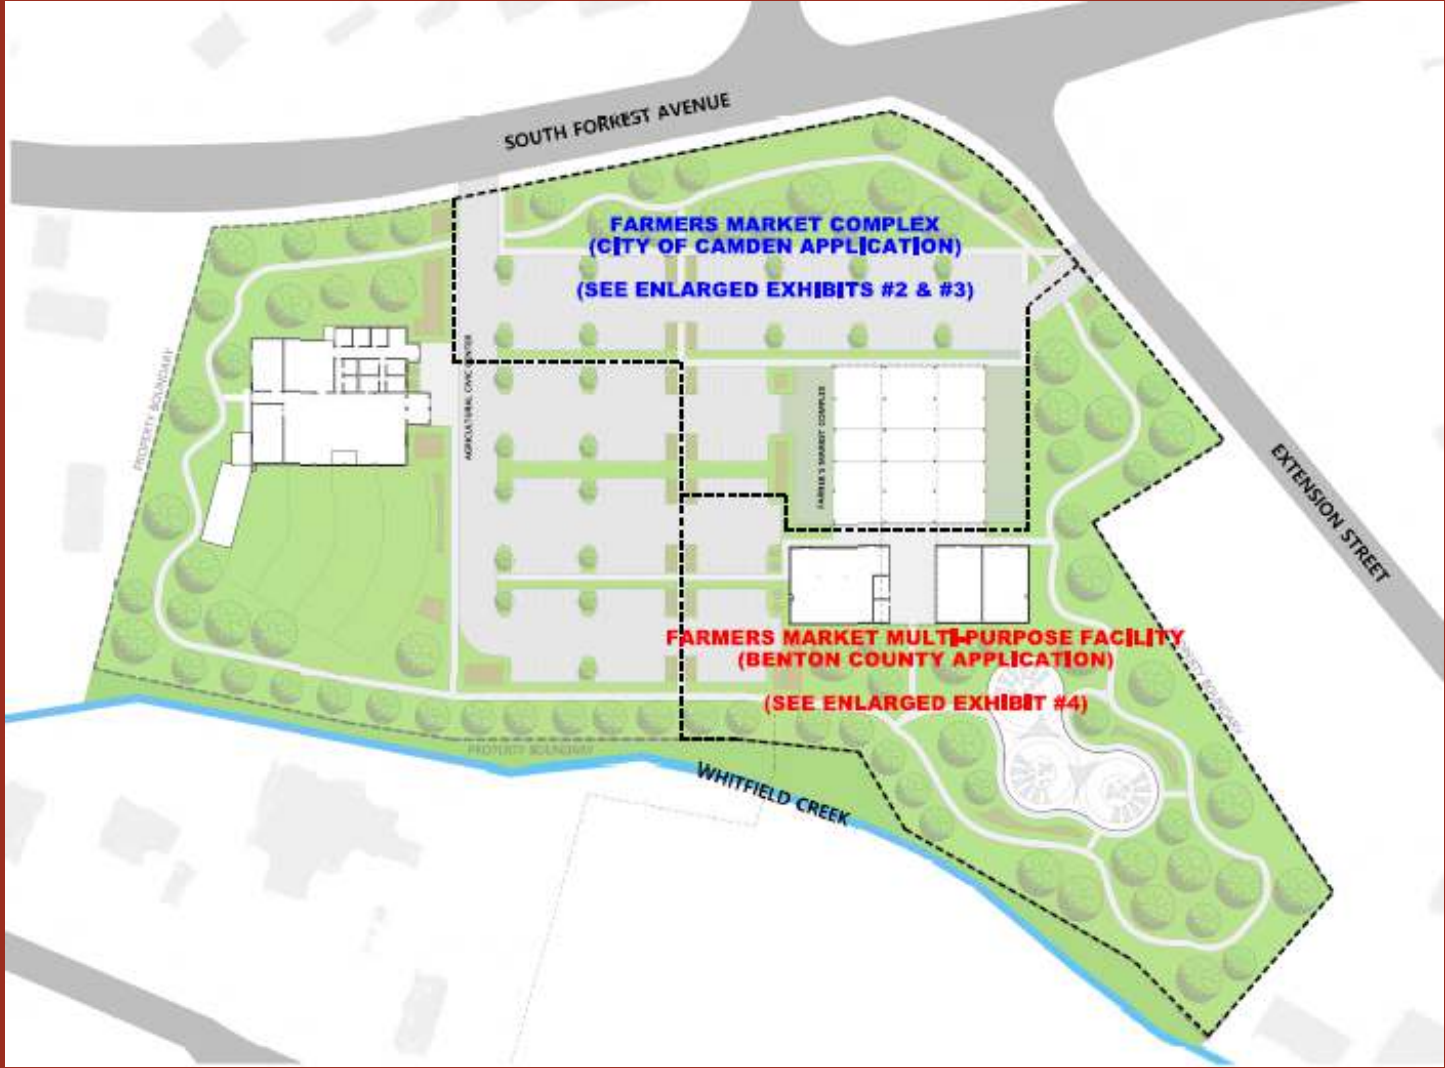 SOUTH FORREST AVENUE
FARMERS MARKET COMPLEX
(CITY OF CAMDEN APPLICATION)
(SEE ENLARGED EXHIBITS #2 & #3)
PROPERTY BOUNDARY
AGRICULTURAL CIVIC CENTER
FARMER'S MARKET COMPLEX
EXTENSION STREET
FARMERS MARKET MULTI-PURPOSE FACILITY
(BENTON COUNTY APPLICATION)
(SEE ENLARGED EXHIBIT #4)
PROPERTY BOUNDARY
PROPERTY BOUNDARY
WHITFIELD CREEK